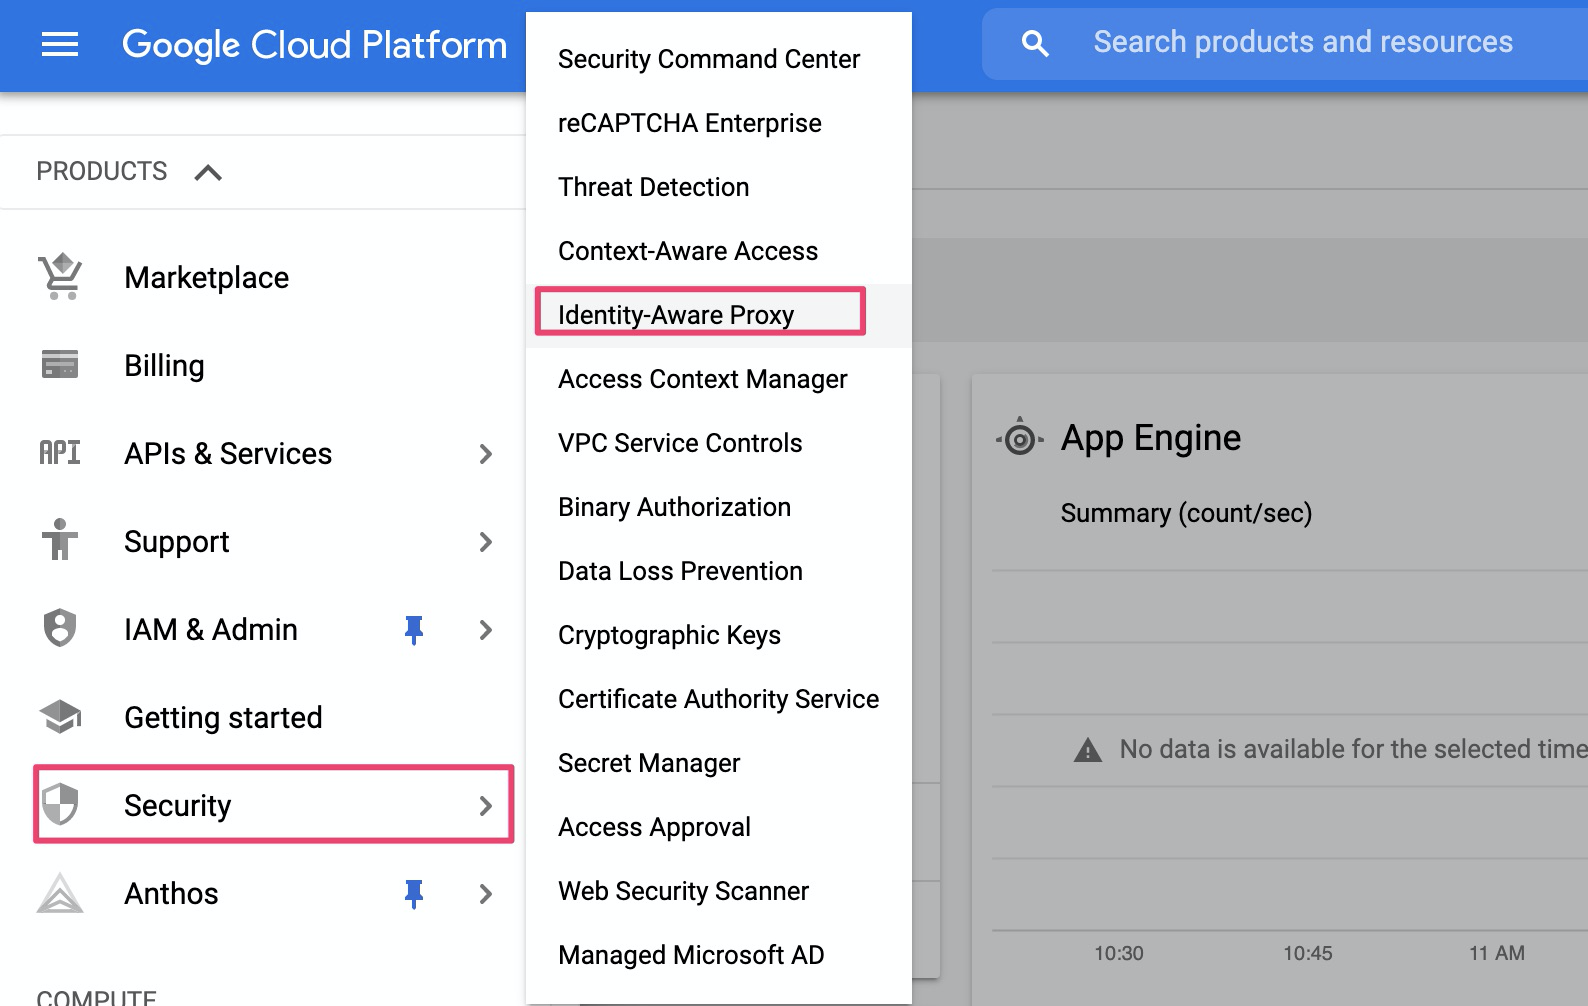 Google Cloud Platform
Search products and resources
PRODUCTS
Marketplace
Billing
API
APIs & Services
Support
IAM & Admin
Getting started
Security
Anthos
COMPUTE
Security Command Center
reCAPTCHA Enterprise
Threat Detection
Context-Aware Access
Identity-Aware Proxy
Access Context Manager
VPC Service Controls
Binary Authorization
Data Loss Prevention
Cryptographic Keys
Certificate Authority Service
Secret Manager
Access Approval
Web Security Scanner
Managed Microsoft AD
App Engine
Summary (count/sec)
No data is available for the selected time
10:30
10:45
11 AM